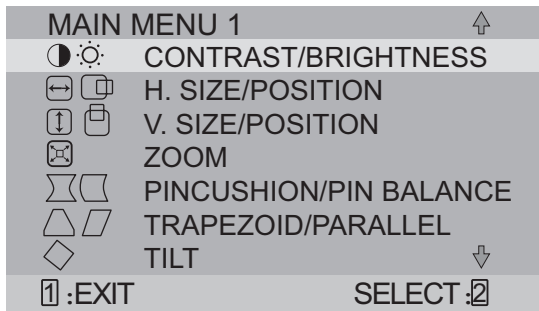 MAIN MENU 1
CONTRAST/BRIGHTNESS
H. SIZE/POSITION
V. SIZE/POSITION
ZOOM
PINCUSHION/PIN BALANCE
TRAPEZOID/PARALLEL
TILT
1 :EXIT SELECT :2